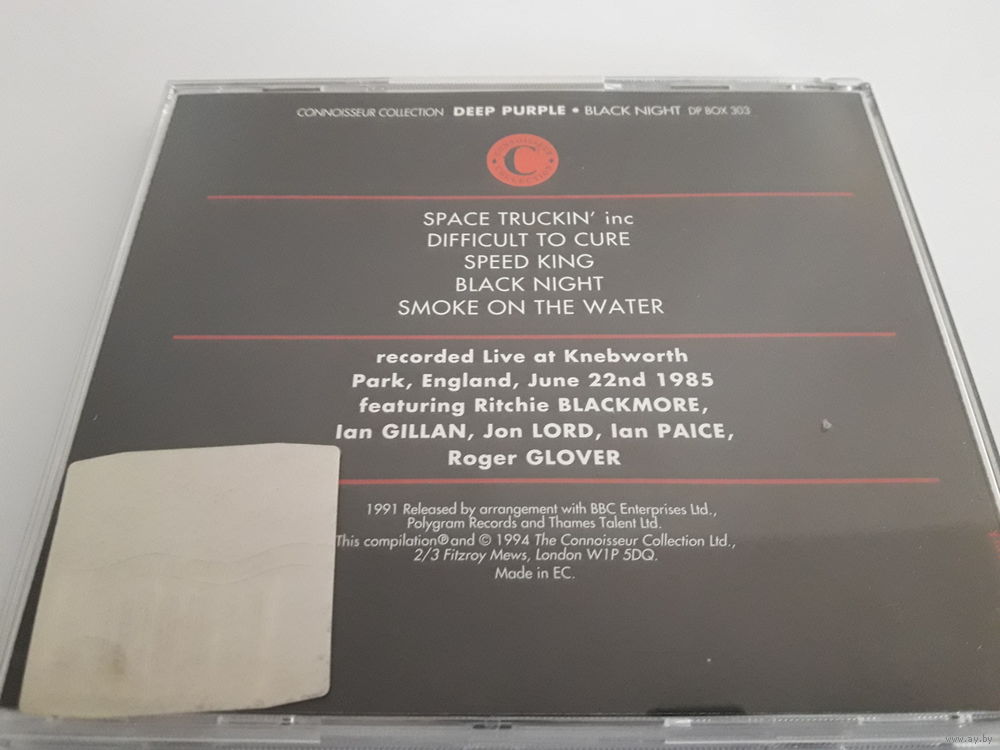 CONNOISSEUR COLLECTION DEEP PURPLE • BLACK NIGHT DP BOX 303
CONNOISSEUR
C
COLLECTION
SPACE TRUCKIN' inc
DIFFICULT TO CURE
SPEED KING
BLACK NIGHT
SMOKE ON THE WATER
recorded Live at Knebworth
Park, England, June 22nd 1985
featuring Ritchie BLACKMORE,
Ian GILLAN, Jon LORD, Ian PAICE,
Roger GLOVER
1991 Released by arrangement with BBC Enterprises Ltd.,
Polygram Records and Thames Talent Ltd.
This compilation℗and © 1994 The Connoisseur Collection Ltd.,
2/3 Fitzroy Mews, London W1P 5DQ.
Made in EC.
www.ay.by